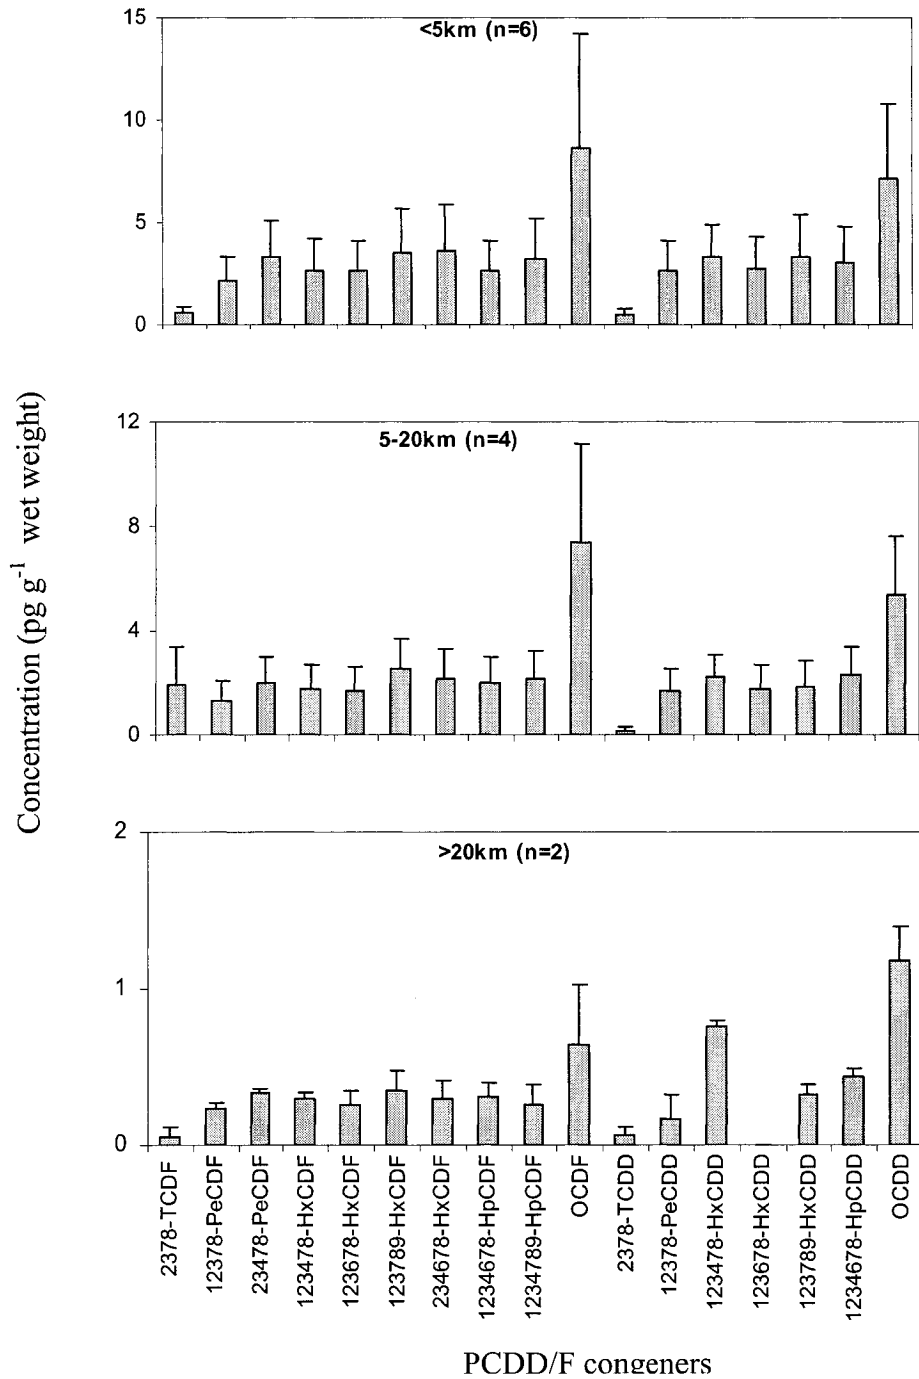 15
<5km (n=6)
10
5
0
Concentration (pg g⁻¹ wet weight)
12
5-20km (n=4)
8
4
0
2
>20km (n=2)
1
0
2378-TCDF
12378-PeCDF
23478-PeCDF
123478-HxCDF
123678-HxCDF
123789-HxCDF
234678-HxCDF
1234678-HpCDF
1234789-HpCDF
OCDF
2378-TCDD
12378-PeCDD
123478-HxCDD
123678-HxCDD
123789-HxCDD
1234678-HpCDD
OCDD
PCDD/F congeners